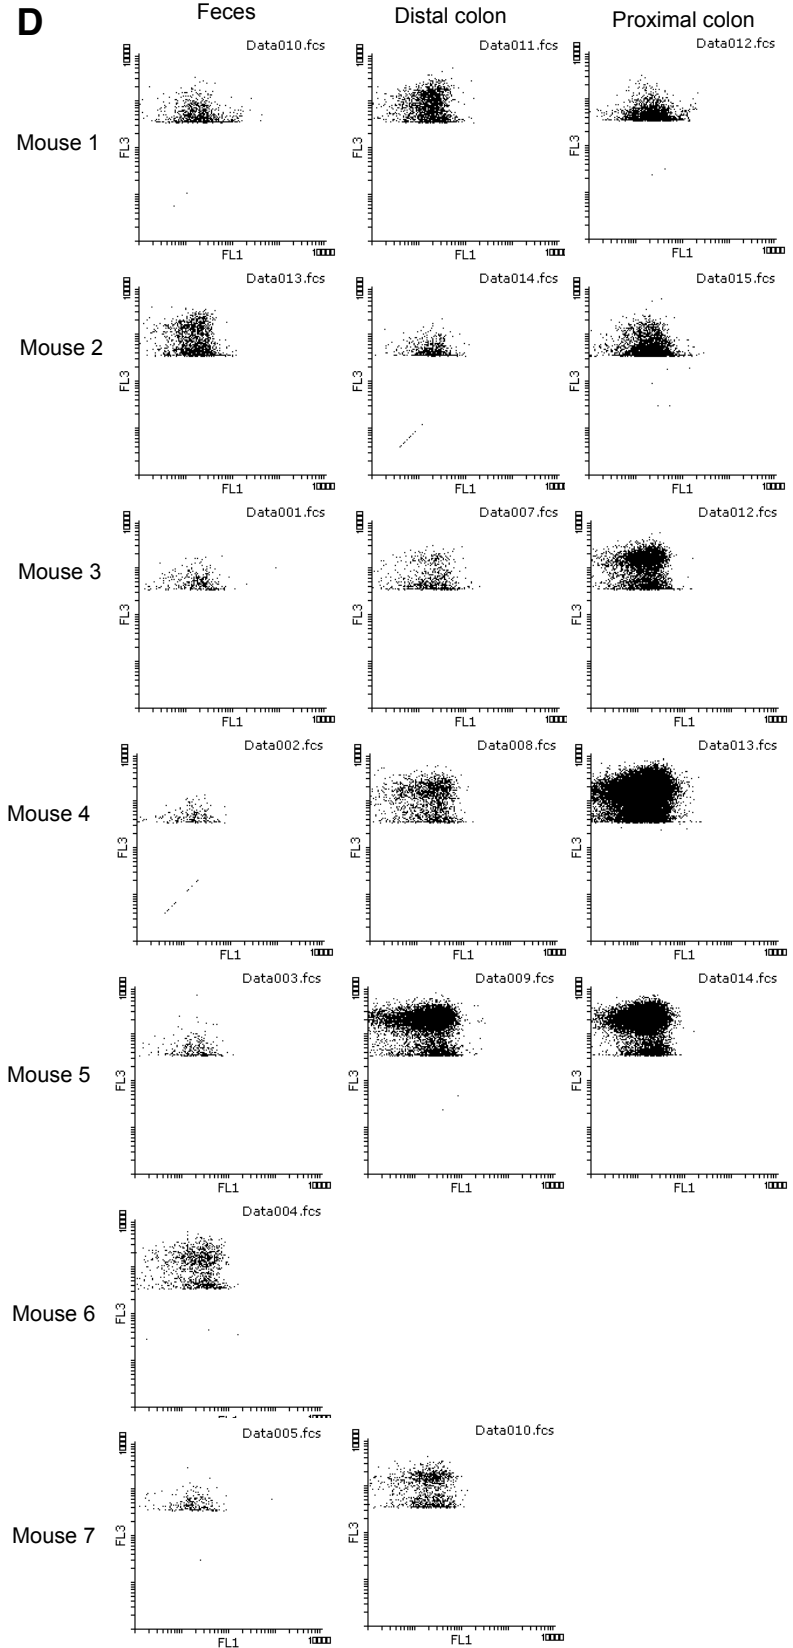 D
Feces Distal colon Proximal colon
Data010.fcs Data011.fcs Data012.fcs
Mouse 1
FL3 FL3 FL3
FL1 FL1 FL1
Data013.fcs Data014.fcs Data015.fcs
Mouse 2
FL3 FL3 FL3
FL1 FL1 FL1
Data001.fcs Data007.fcs Data012.fcs
Mouse 3
FL3 FL3 FL3
FL1 FL1 FL1
Data002.fcs Data008.fcs Data013.fcs
Mouse 4
FL3 FL3 FL3
FL1 FL1 FL1
Data003.fcs Data009.fcs Data014.fcs
Mouse 5
FL3 FL3 FL3
FL1 FL1 FL1
Data004.fcs
Mouse 6
FL3
FL1
Data005.fcs Data010.fcs
Mouse 7
FL3 FL3
FL1 FL1